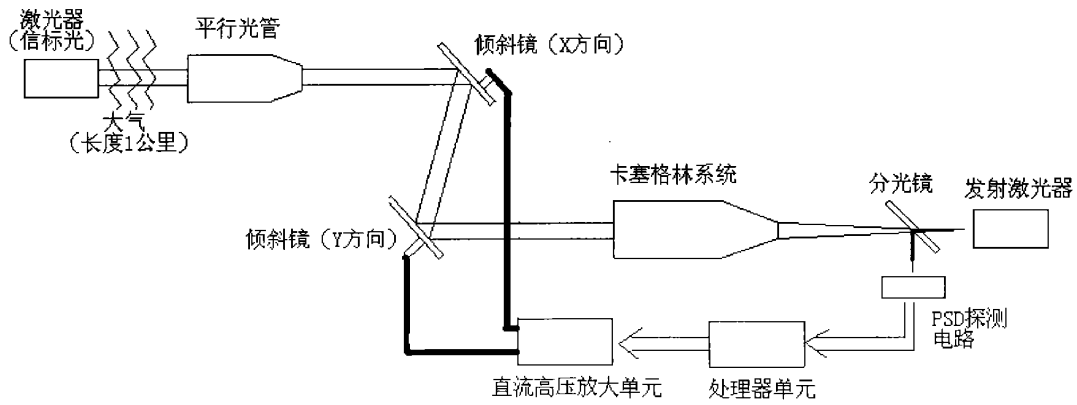 激光器
（信标光）
平行光管
倾斜镜（X方向）
大气
（长度1公里）
卡塞格林系统
分光镜
发射激光器
倾斜镜（Y方向）
PSD探测
电路
直流高压放大单元
处理器单元